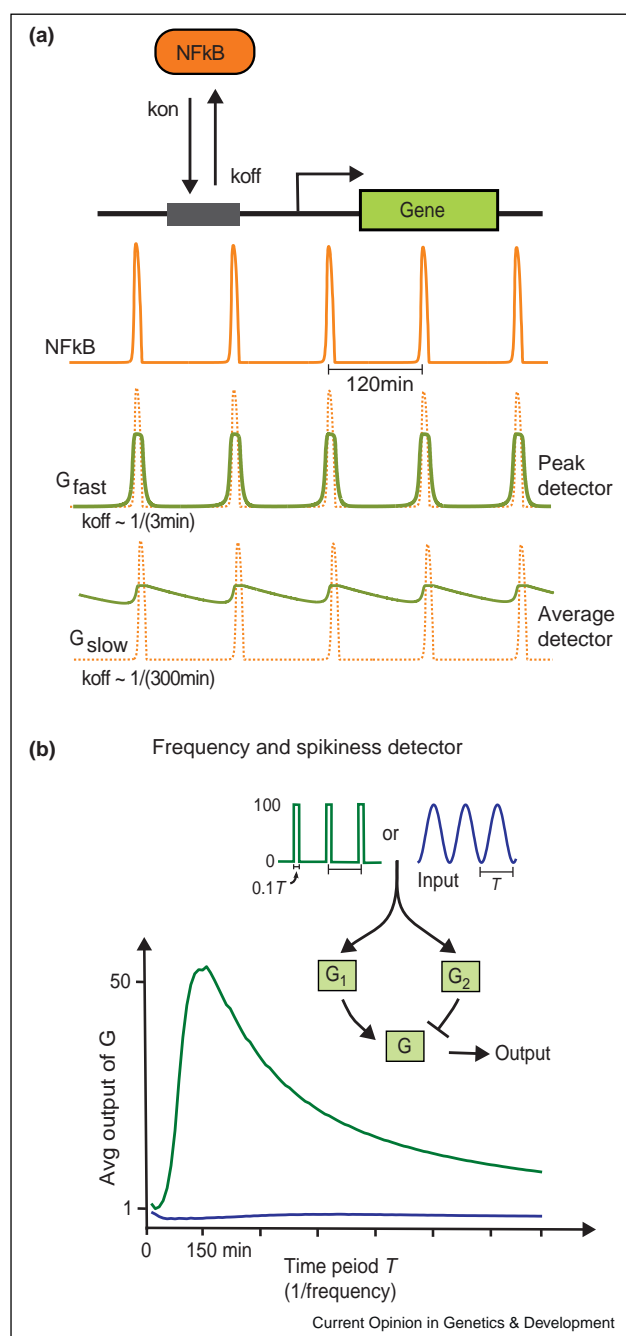 (a)
NFkB
kon
koff
Gene
NFkB
120min
Gfast
koff ~ 1/(3min)
Peak
detector
Gslow
koff ~ 1/(300min)
Average
detector
(b)
Frequency and spikiness detector
100
0
0.1T
or
Input
T
G1
G2
G
Output
50
1
Avg output of G
0
150 min
Time peiod T
(1/frequency)
Current Opinion in Genetics & Development